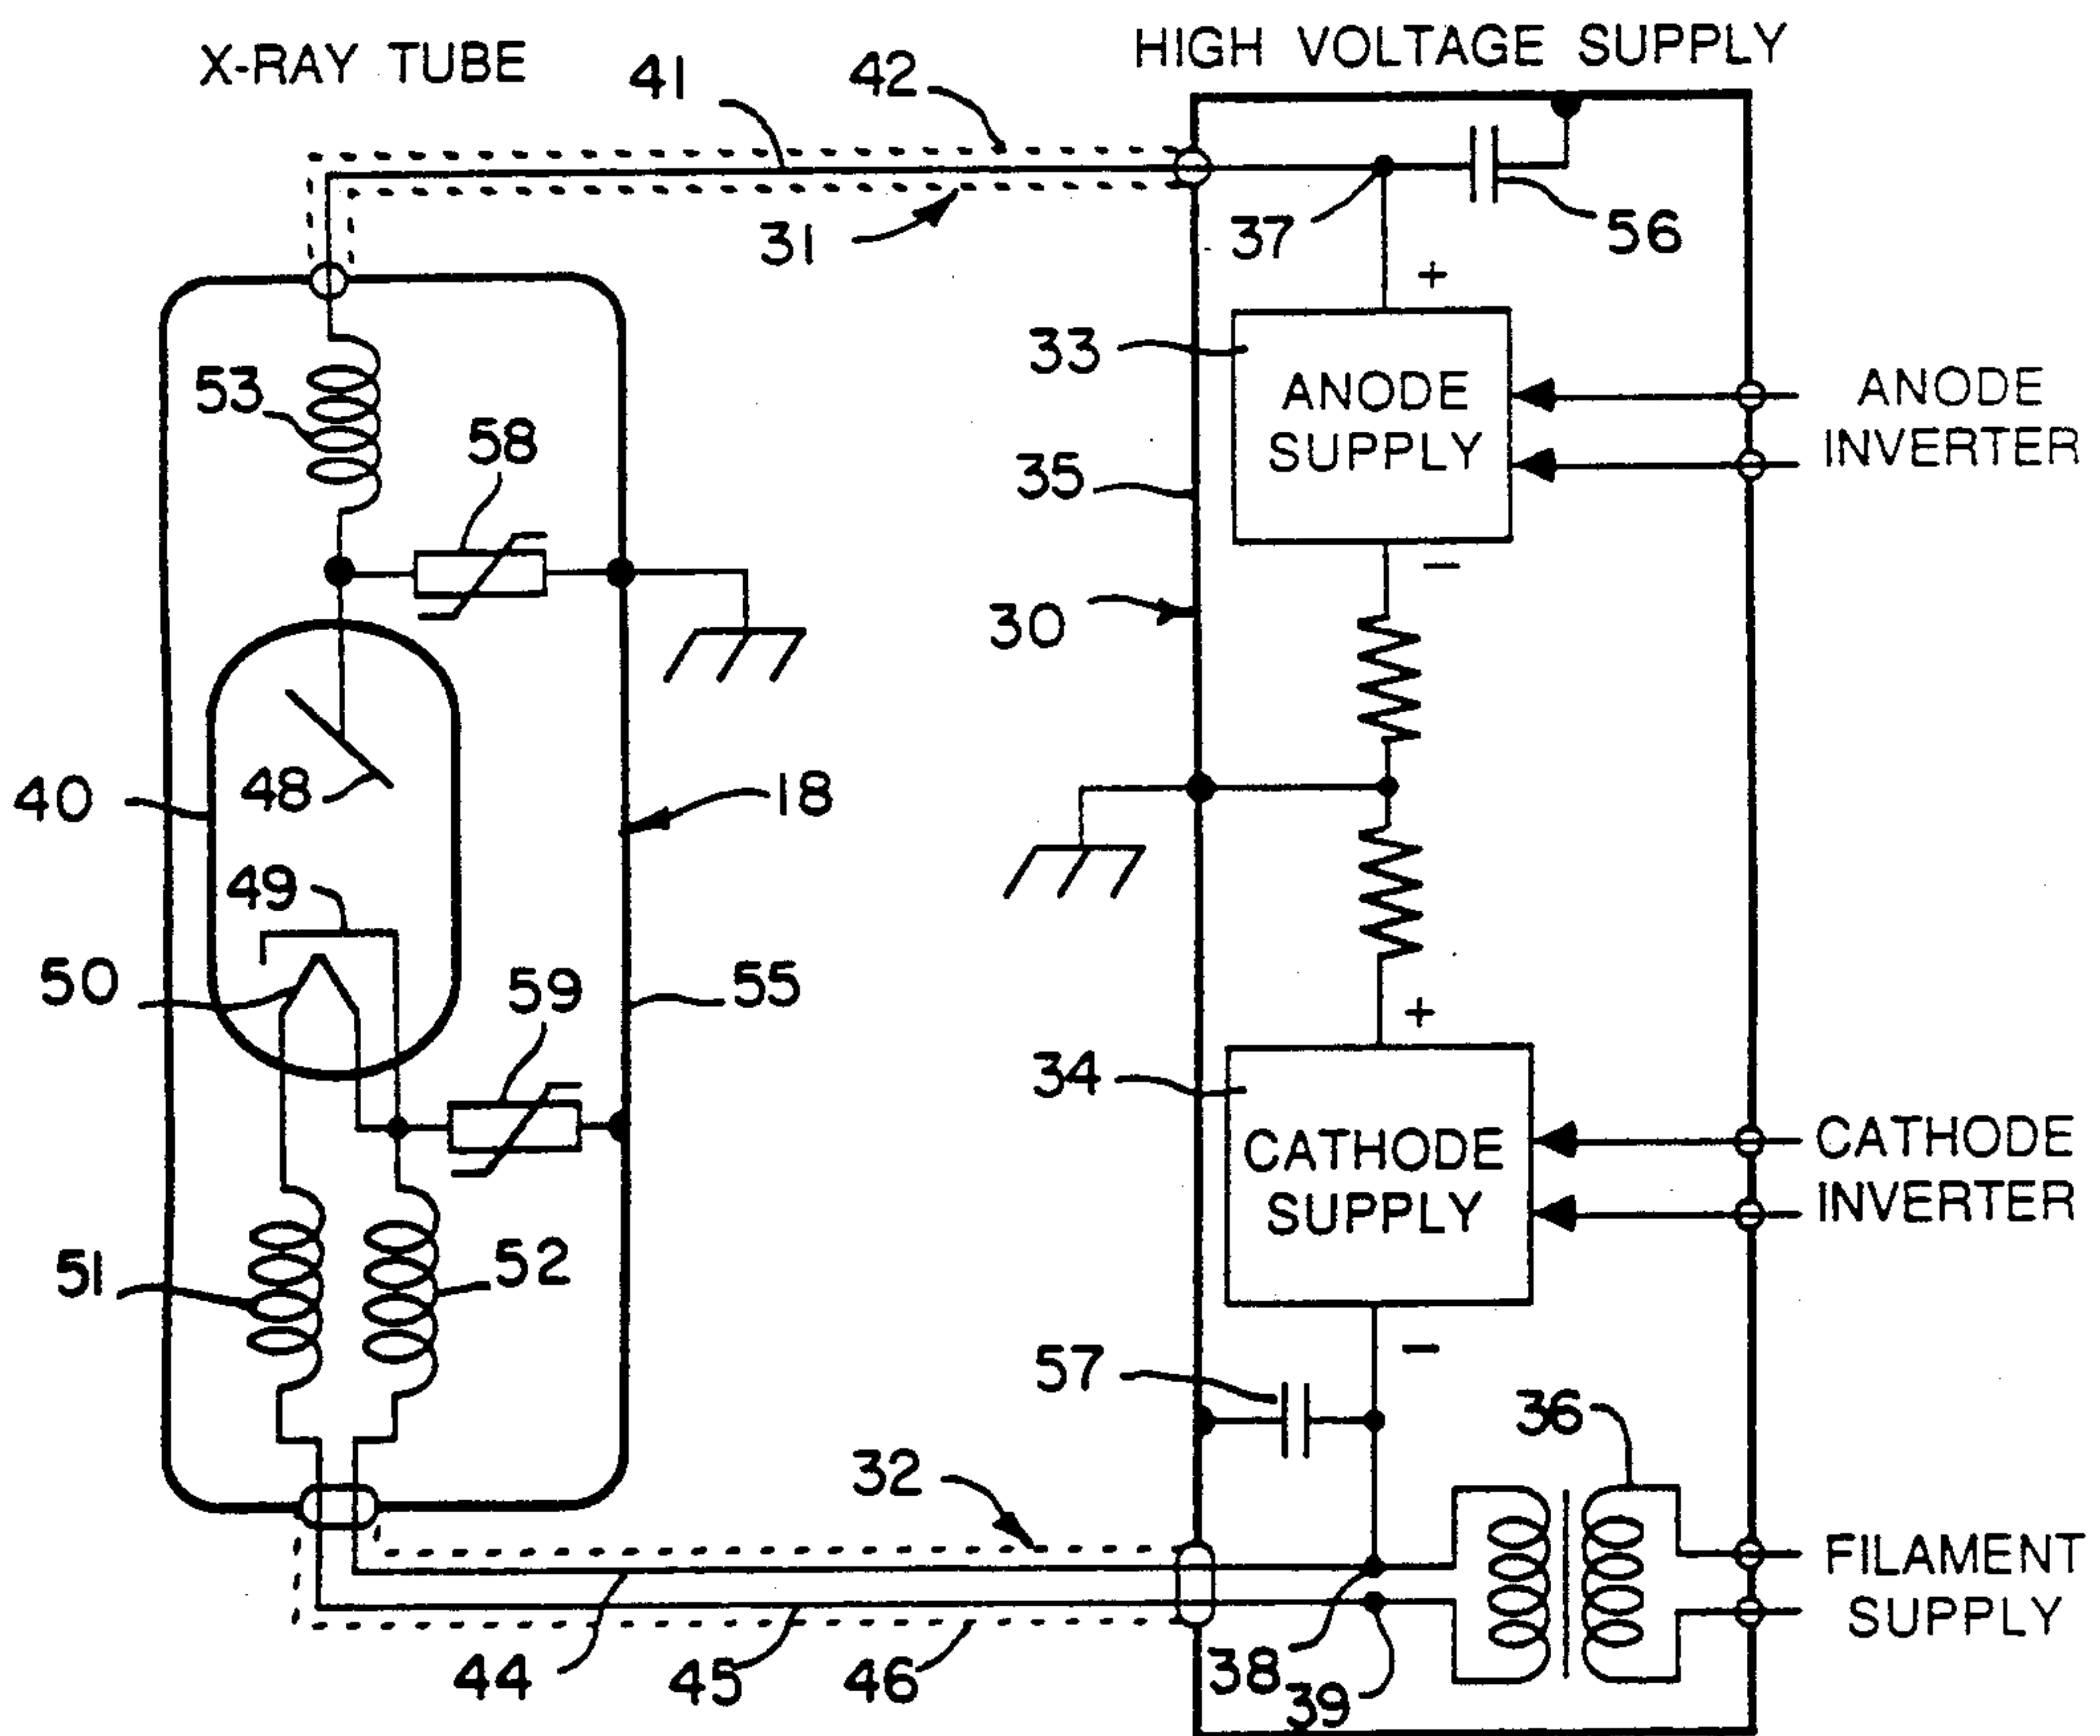 X-RAY TUBE
HIGH VOLTAGE SUPPLY
41
42
31
37
56
+
33
ANODE
SUPPLY
ANODE
INVERTER
53
58
35
−
30
40
48
18
49
50
59
55
+
34
CATHODE
SUPPLY
CATHODE
INVERTER
51
52
−
57
36
32
FILAMENT
SUPPLY
44
45
46
38
39